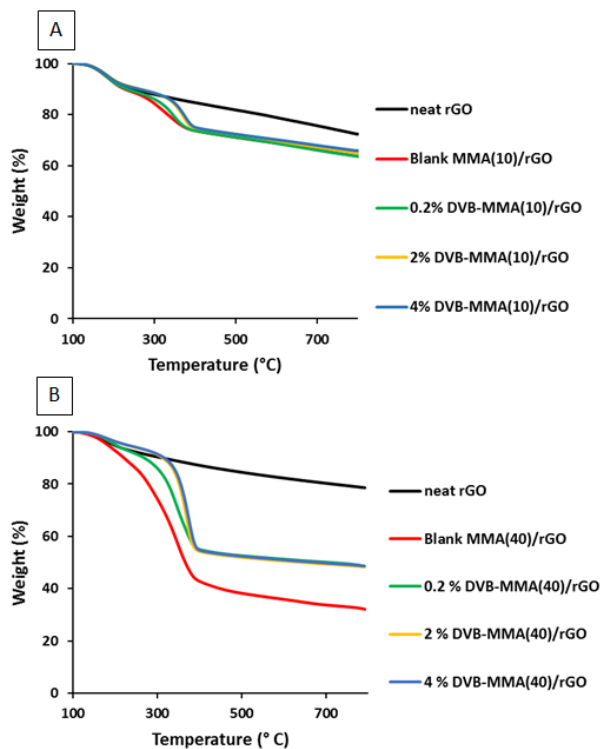 A
100
80
60
40
20
0
Weight (%)
100
300
500
700
Temperature (°C)
neat rGO
Blank MMA(10)/rGO
0.2% DVB-MMA(10)/rGO
2% DVB-MMA(10)/rGO
4% DVB-MMA(10)/rGO
B
100
80
60
40
20
0
Weight (%)
100
300
500
700
Temperature (° C)
neat rGO
Blank MMA(40)/rGO
0.2 % DVB-MMA(40)/rGO
2 % DVB-MMA(40)/rGO
4 % DVB-MMA(40)/rGO